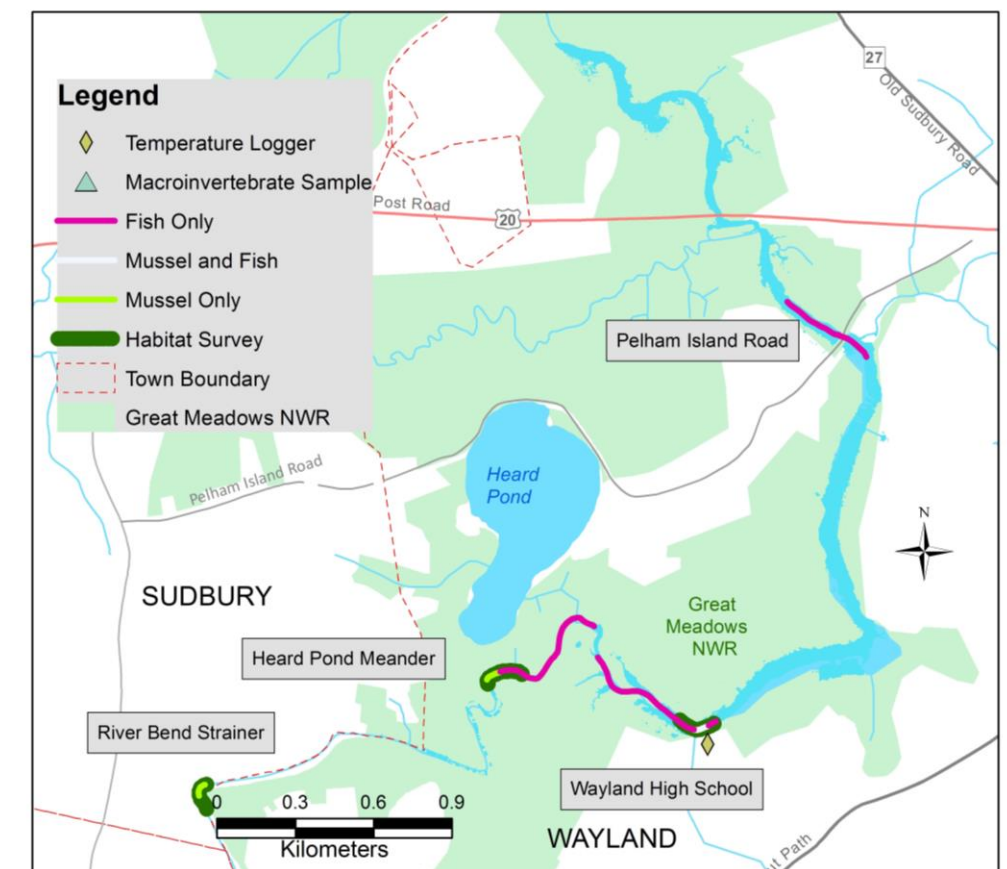 27
Old Sudbury Road
Legend
Temperature Logger
Macroinvertebrate Sample
Fish Only
Mussel and Fish
Mussel Only
Habitat Survey
Town Boundary
Great Meadows NWR
Post Road
20
Pelham Island Road
Heard
Pond
Pelham Island Road
N
SUDBURY
Great
Meadows
NWR
Heard Pond Meander
River Bend Strainer
Wayland High School
0 0.3 0.6 0.9
Kilometers
WAYLAND
Path